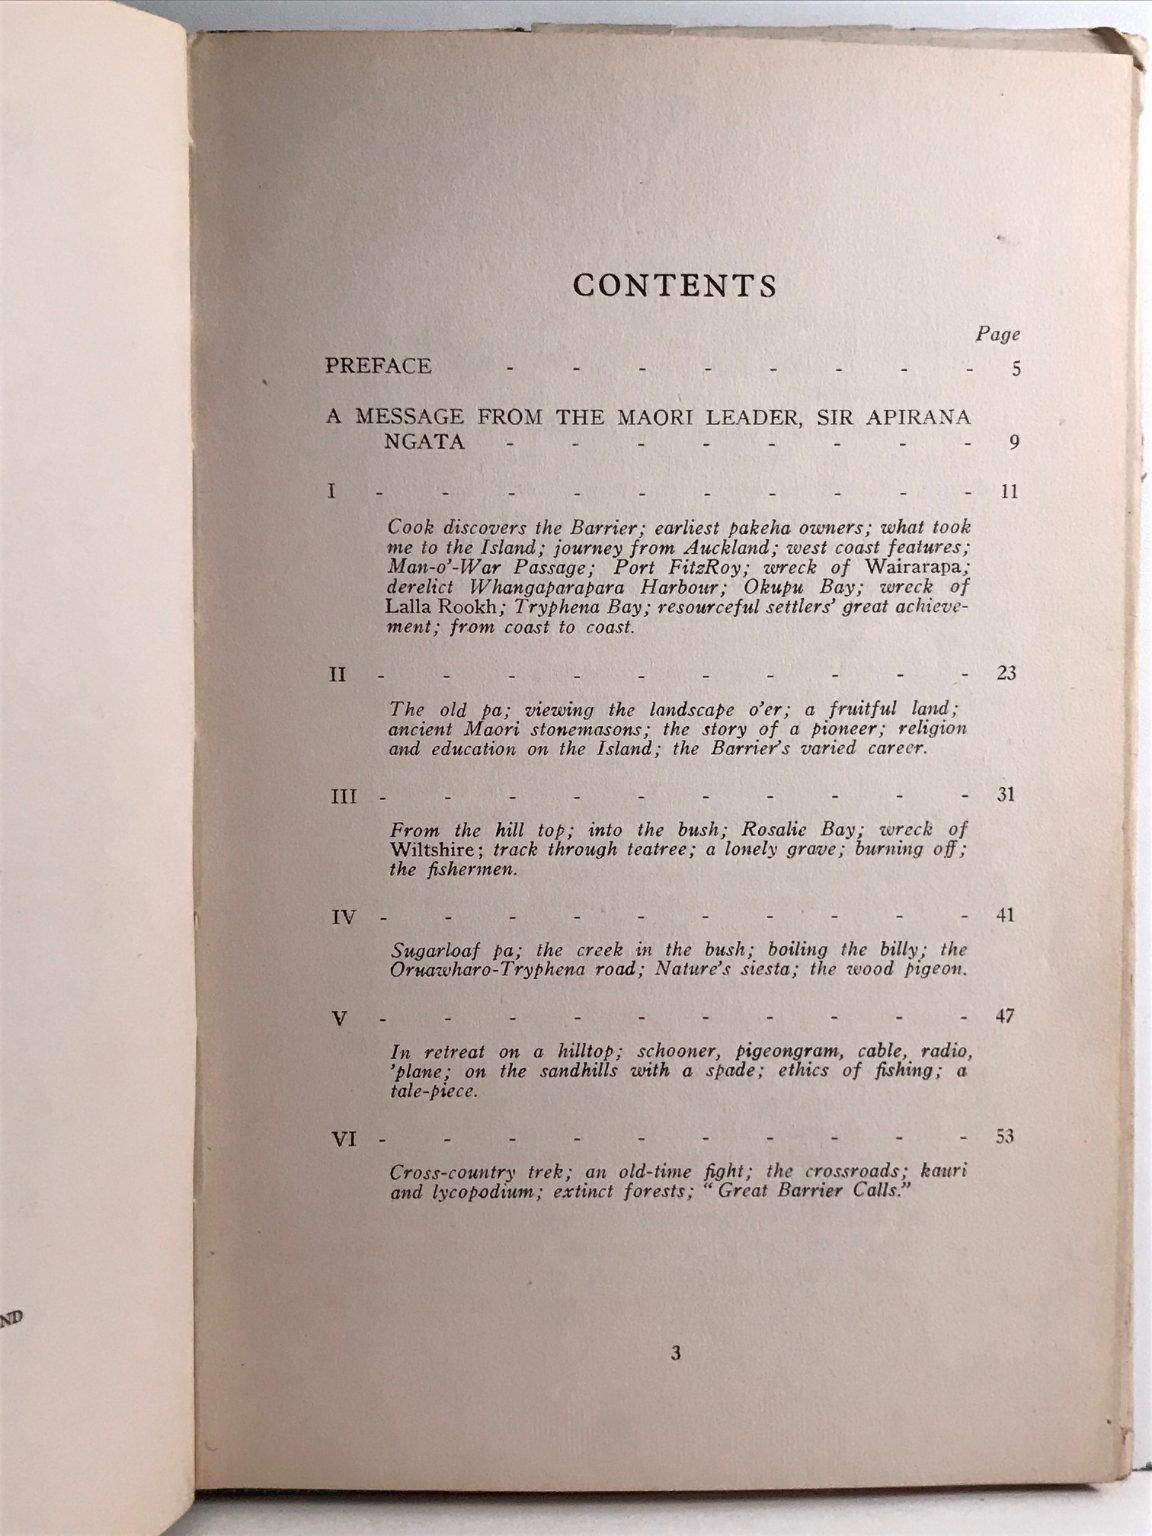 CONTENTS
Page
PREFACE - - - - - - - - 5
A MESSAGE FROM THE MAORI LEADER, SIR APIRANA
NGATA - - - - - - - - 9
I - - - - - - - - - - 11
Cook discovers the Barrier; earliest pakeha owners; what took
me to the Island; journey from Auckland; west coast features;
Man-o'-War Passage; Port FitzRoy; wreck of Wairarapa;
derelict Whangaparapara Harbour; Okupu Bay; wreck of
Lalla Rookh; Tryphena Bay; resourceful settlers' great achieve-
ment; from coast to coast.
II - - - - - - - - - - 23
The old pa; viewing the landscape o'er; a fruitful land;
ancient Maori stonemasons; the story of a pioneer; religion
and education on the Island; the Barrier's varied career.
III - - - - - - - - - - 31
From the hill top; into the bush; Rosalie Bay; wreck of
Wiltshire; track through teatree; a lonely grave; burning off;
the fishermen.
IV - - - - - - - - - - 41
Sugarloaf pa; the creek in the bush; boiling the billy; the
Oruawharo-Tryphena road; Nature's siesta; the wood pigeon.
V - - - - - - - - - - 47
In retreat on a hilltop; schooner, pigeongram, cable, radio,
'plane; on the sandhills with a spade; ethics of fishing; a
tale-piece.
VI - - - - - - - - - - 53
Cross-country trek; an old-time fight; the crossroads; kauri
and lycopodium; extinct forests; "Great Barrier Calls."
3
ND